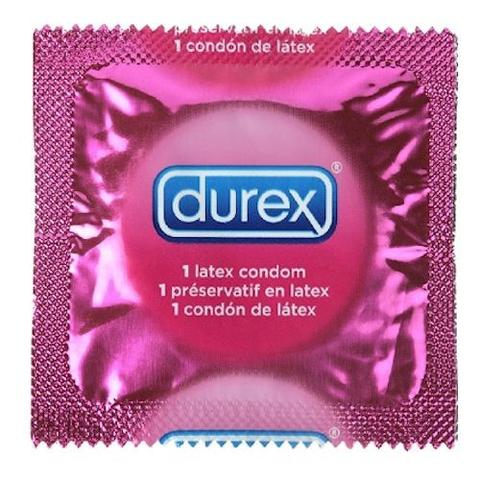 1 condón de látex
durex®
1 latex condom
1 préservatif en latex
1 condón de látex
®